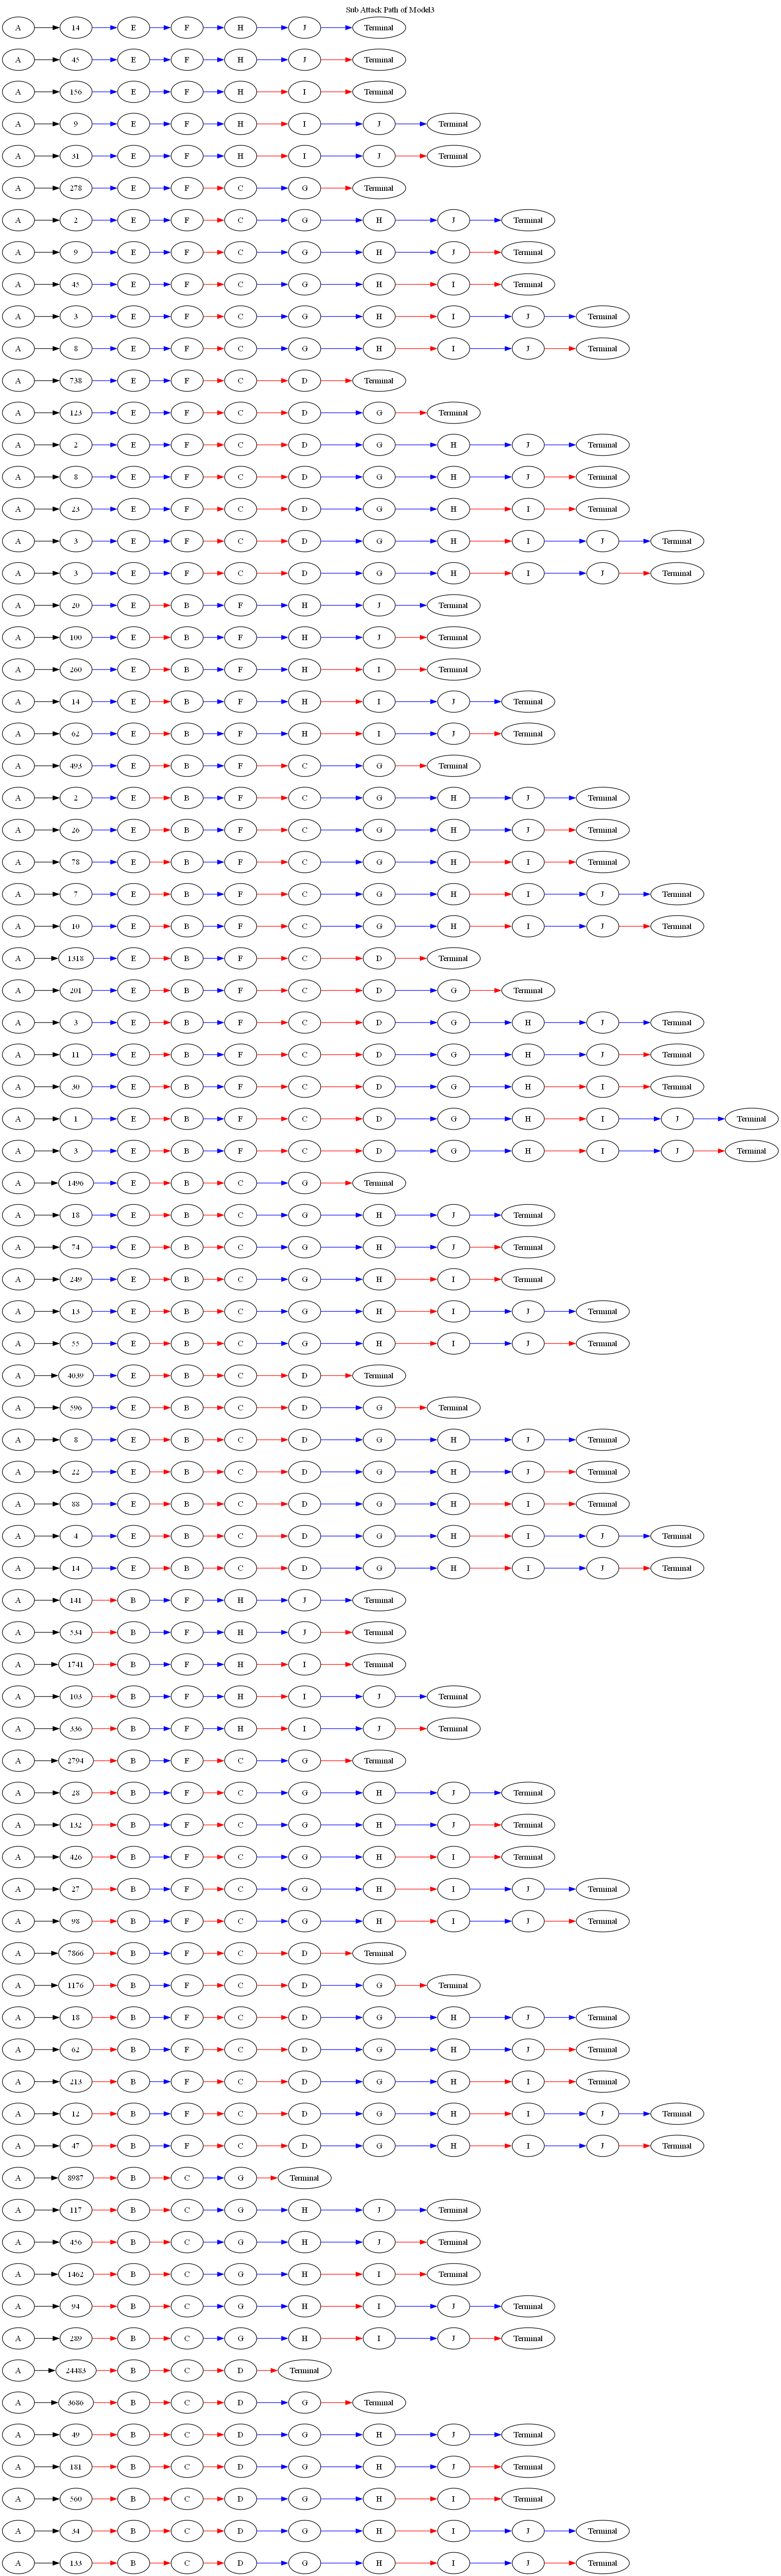 Sub Attack Path of Model3
A 14 E F H J Terminal
A 45 E F H J Terminal
A 156 E F H I Terminal
A 9 E F H I J Terminal
A 31 E F H I J Terminal
A 278 E F C G Terminal
A 2 E F C G H J Terminal
A 9 E F C G H J Terminal
A 45 E F C G H I Terminal
A 3 E F C G H I J Terminal
A 8 E F C G H I J Terminal
A 738 E F C D Terminal
A 123 E F C D G Terminal
A 2 E F C D G H J Terminal
A 8 E F C D G H J Terminal
A 23 E F C D G H I Terminal
A 3 E F C D G H I J Terminal
A 3 E F C D G H I J Terminal
A 20 E B F H J Terminal
A 100 E B F H J Terminal
A 260 E B F H I Terminal
A 14 E B F H I J Terminal
A 62 E B F H I J Terminal
A 493 E B F C G Terminal
A 2 E B F C G H J Terminal
A 26 E B F C G H J Terminal
A 78 E B F C G H I Terminal
A 7 E B F C G H I J Terminal
A 10 E B F C G H I J Terminal
A 1318 E B F C D Terminal
A 201 E B F C D G Terminal
A 3 E B F C D G H J Terminal
A 11 E B F C D G H J Terminal
A 30 E B F C D G H I Terminal
A 1 E B F C D G H I J Terminal
A 3 E B F C D G H I J Terminal
A 1496 E B C G Terminal
A 18 E B C G H J Terminal
A 74 E B C G H J Terminal
A 249 E B C G H I Terminal
A 13 E B C G H I J Terminal
A 55 E B C G H I J Terminal
A 4039 E B C D Terminal
A 596 E B C D G Terminal
A 8 E B C D G H J Terminal
A 22 E B C D G H J Terminal
A 88 E B C D G H I Terminal
A 4 E B C D G H I J Terminal
A 14 E B C D G H I J Terminal
A 141 B F H J Terminal
A 534 B F H J Terminal
A 1741 B F H I Terminal
A 103 B F H I J Terminal
A 336 B F H I J Terminal
A 2794 B F C G Terminal
A 28 B F C G H J Terminal
A 132 B F C G H J Terminal
A 426 B F C G H I Terminal
A 27 B F C G H I J Terminal
A 98 B F C G H I J Terminal
A 7866 B F C D Terminal
A 1176 B F C D G Terminal
A 18 B F C D G H J Terminal
A 62 B F C D G H J Terminal
A 213 B F C D G H I Terminal
A 12 B F C D G H I J Terminal
A 47 B F C D G H I J Terminal
A 8987 B C G Terminal
A 117 B C G H J Terminal
A 456 B C G H J Terminal
A 1462 B C G H I Terminal
A 94 B C G H I J Terminal
A 289 B C G H I J Terminal
A 24483 B C D Terminal
A 3686 B C D G Terminal
A 49 B C D G H J Terminal
A 181 B C D G H J Terminal
A 560 B C D G H I Terminal
A 34 B C D G H I J Terminal
A 133 B C D G H I J Terminal